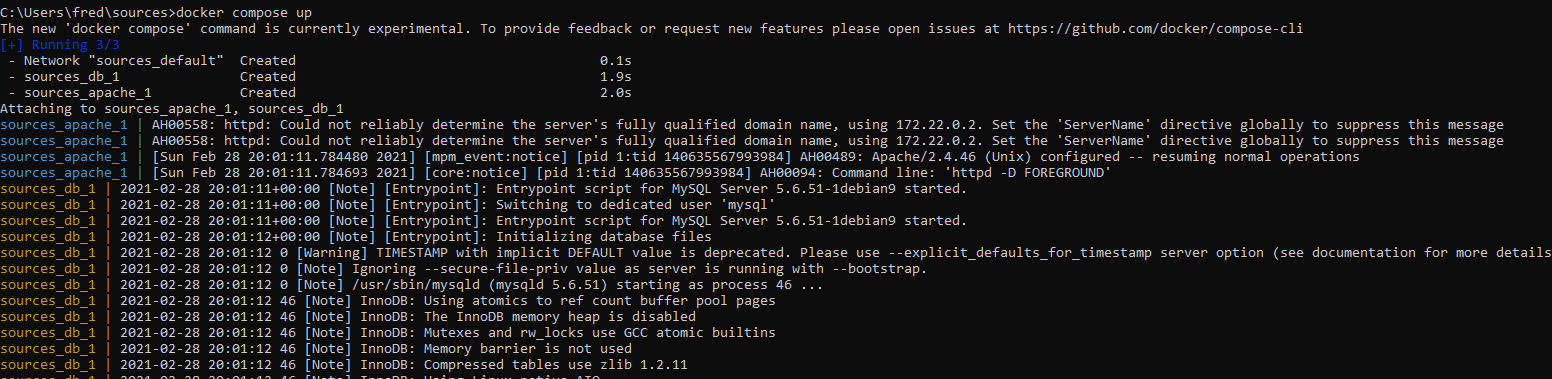 C:\Users\fred\sources>docker compose up
The new 'docker compose' command is currently experimental. To provide feedback or request new features please open issues at https://github.com/docker/compose-cli
[+] Running 3/3
 - Network "sources_default"  Created                                      0.1s
 - sources_db_1               Created                                      1.9s
 - sources_apache_1           Created                                      2.0s
Attaching to sources_apache_1, sources_db_1
sources_apache_1 | AH00558: httpd: Could not reliably determine the server's fully qualified domain name, using 172.22.0.2. Set the 'ServerName' directive globally to suppress this message
sources_apache_1 | AH00558: httpd: Could not reliably determine the server's fully qualified domain name, using 172.22.0.2. Set the 'ServerName' directive globally to suppress this message
sources_apache_1 | [Sun Feb 28 20:01:11.784480 2021] [mpm_event:notice] [pid 1:tid 140635567993984] AH00489: Apache/2.4.46 (Unix) configured -- resuming normal operations
sources_apache_1 | [Sun Feb 28 20:01:11.784693 2021] [core:notice] [pid 1:tid 140635567993984] AH00094: Command line: 'httpd -D FOREGROUND'
sources_db_1 | 2021-02-28 20:01:11+00:00 [Note] [Entrypoint]: Entrypoint script for MySQL Server 5.6.51-1debian9 started.
sources_db_1 | 2021-02-28 20:01:11+00:00 [Note] [Entrypoint]: Switching to dedicated user 'mysql'
sources_db_1 | 2021-02-28 20:01:11+00:00 [Note] [Entrypoint]: Entrypoint script for MySQL Server 5.6.51-1debian9 started.
sources_db_1 | 2021-02-28 20:01:12+00:00 [Note] [Entrypoint]: Initializing database files
sources_db_1 | 2021-02-28 20:01:12 0 [Warning] TIMESTAMP with implicit DEFAULT value is deprecated. Please use --explicit_defaults_for_timestamp server option (see documentation for more details
sources_db_1 | 2021-02-28 20:01:12 0 [Note] Ignoring --secure-file-priv value as server is running with --bootstrap.
sources_db_1 | 2021-02-28 20:01:12 0 [Note] /usr/sbin/mysqld (mysqld 5.6.51) starting as process 46 ...
sources_db_1 | 2021-02-28 20:01:12 46 [Note] InnoDB: Using atomics to ref count buffer pool pages
sources_db_1 | 2021-02-28 20:01:12 46 [Note] InnoDB: The InnoDB memory heap is disabled
sources_db_1 | 2021-02-28 20:01:12 46 [Note] InnoDB: Mutexes and rw_locks use GCC atomic builtins
sources_db_1 | 2021-02-28 20:01:12 46 [Note] InnoDB: Memory barrier is not used
sources_db_1 | 2021-02-28 20:01:12 46 [Note] InnoDB: Compressed tables use zlib 1.2.11
sources_db_1 | 2021-02-28 20:01:12 46 [Note] InnoDB: Using Linux native AIO